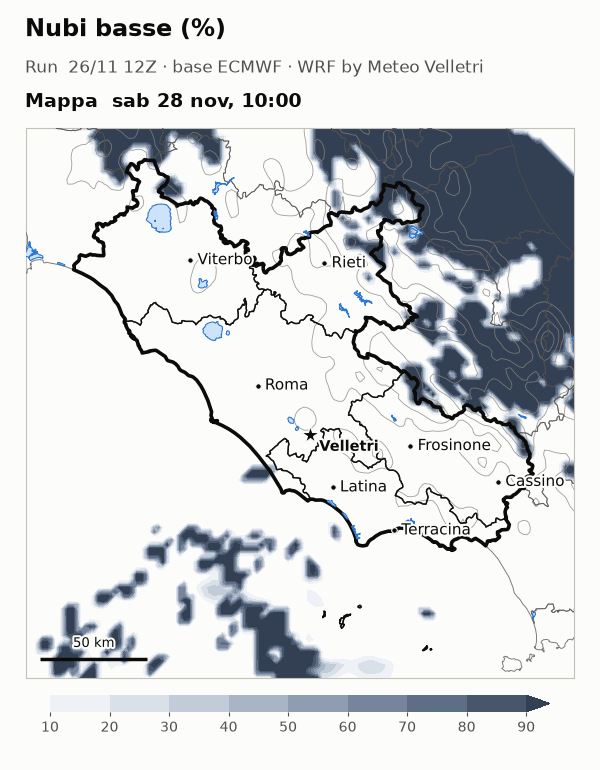 Nubi basse (%)
Run 26/11 12Z · base ECMWF · WRF by Meteo Velletri
Mappa sab 28 nov, 10:00
Viterbo
Rieti
Roma
Velletri
Frosinone
Cassino
Latina
Terracina
50 km
10 20 30 40 50 60 70 80 90